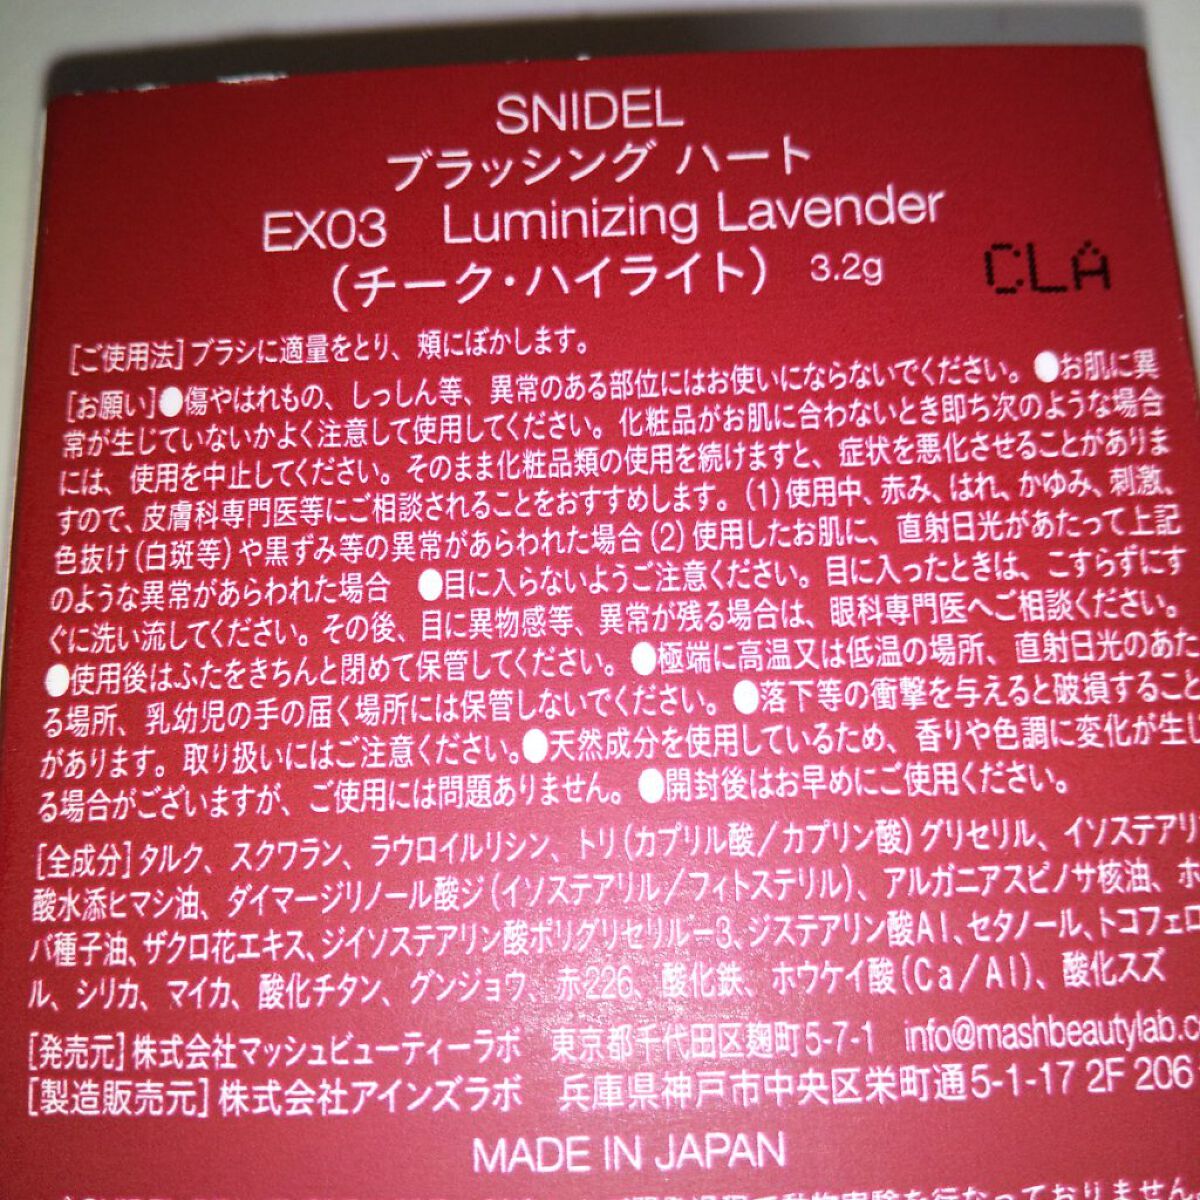 SNIDEL
ブラッシング ハート
EX03 Luminizing Lavender
（チーク・ハイライト） 3.2g
CLA
[ご使用法]ブラシに適量をとり、頬にぼかします。
[お願い]●傷やはれもの、しっしん等、異常のある部位にはお使いにならないでください。●お肌に異
常が生じていないかよく注意して使用してください。化粧品がお肌に合わないとき即ち次のような場合
には、使用を中止してください。そのまま化粧品類の使用を続けますと、症状を悪化させることがありま
すので、皮膚科専門医等にご相談されることをおすすめします。(1)使用中、赤み、はれ、かゆみ、刺激、
色抜け(白斑等)や黒ずみ等の異常があらわれた場合(2)使用したお肌に、直射日光があたって上記
のような異常があらわれた場合 ●目に入らないようご注意ください。目に入ったときは、こすらずにす
ぐに洗い流してください。その後、目に異物感等、異常が残る場合は、眼科専門医へご相談ください。
●使用後はふたをきちんと閉めて保管してください。●極端に高温又は低温の場所、直射日光のあた
る場所、乳幼児の手の届く場所には保管しないでください。●落下等の衝撃を与えると破損すること
があります。取り扱いにはご注意ください。●天然成分を使用しているため、香りや色調に変化が生じ
る場合がございますが、ご使用には問題ありません。●開封後はお早めにご使用ください。
[全成分]タルク、スクワラン、ラウロイルリシン、トリ(カプリル酸/カプリン酸)グリセリル、イソステアリ
酸水添ヒマシ油、ダイマージリノール酸ジ(イソステアリル/フィトステリル)、アルガニアスピノサ核油、ホ
バ種子油、ザクロ花エキス、ジイソステアリン酸ポリグリセリル−3、ジステアリン酸Al、セタノール、トコフェロ
ル、シリカ、マイカ、酸化チタン、グンジョウ、赤226、酸化鉄、ホウケイ酸(Ca/Al)、酸化スズ
[発売元]株式会社マッシュビューティーラボ 東京都千代田区麹町5-7-1 info@mashbeautylab.c
[製造販売元]株式会社アインズラボ 兵庫県神戸市中央区栄町通5-1-17 2F 206
MADE IN JAPAN